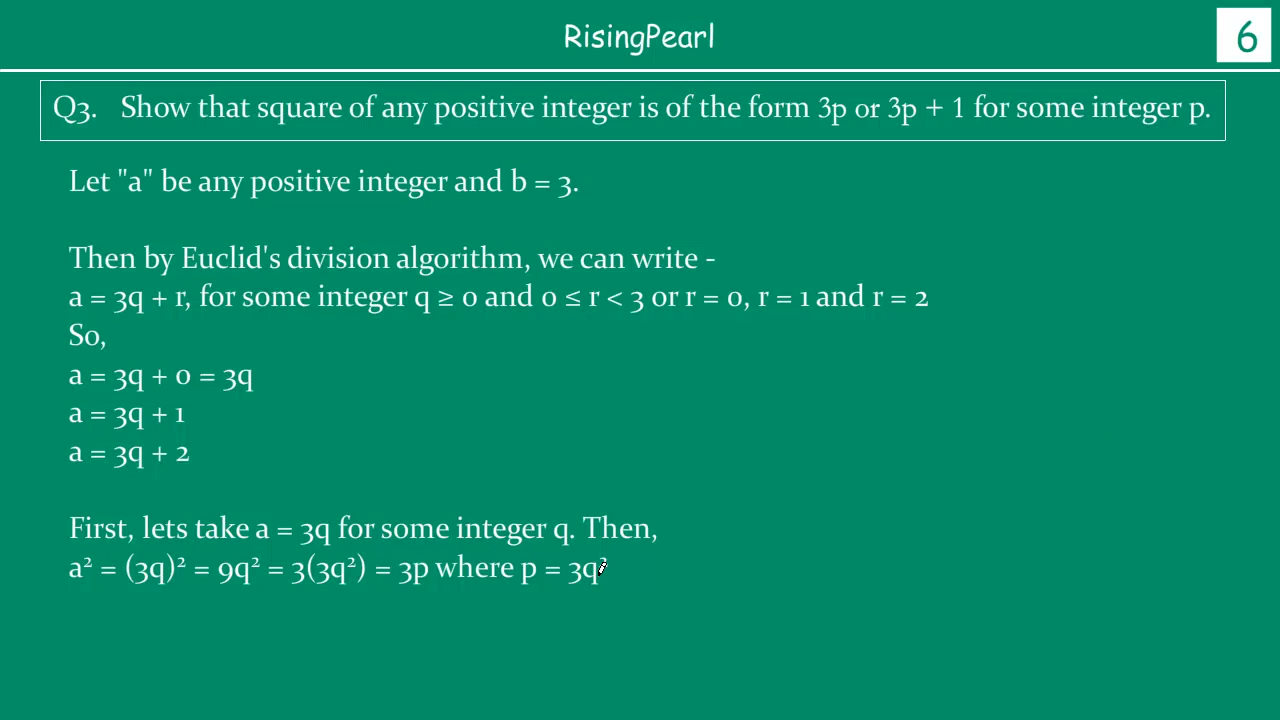 RisingPearl
6
Q3. Show that square of any positive integer is of the form 3p or 3p + 1 for some integer p.
Let "a" be any positive integer and b = 3.
Then by Euclid's division algorithm, we can write -
a = 3q + r, for some integer q ≥ 0 and 0 ≤ r < 3 or r = 0, r = 1 and r = 2
So,
a = 3q + 0 = 3q
a = 3q + 1
a = 3q + 2
First, lets take a = 3q for some integer q. Then,
a² = (3q)² = 9q² = 3(3q²) = 3p where p = 3q²